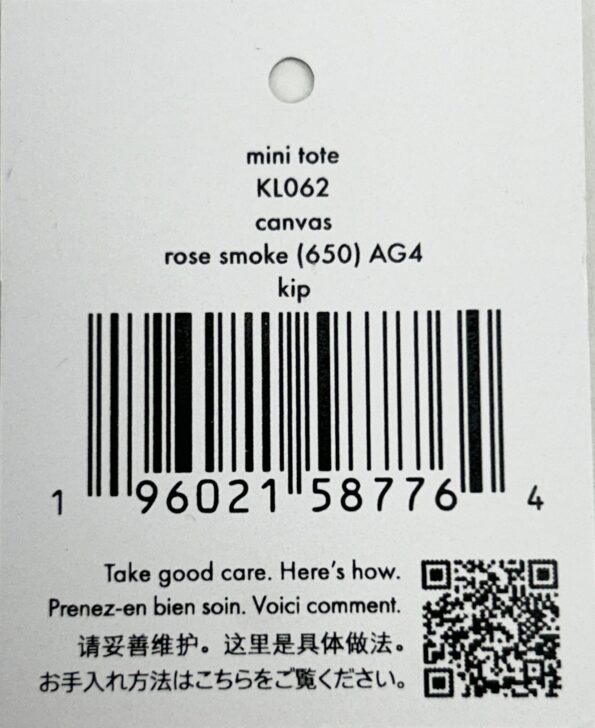 mini tote
KL062
canvas
rose smoke (650) AG4
kip
1 96021 58776 4
Take good care. Here's how.
Prenez-en bien soin. Voici comment.
请妥善维护。这里是具体做法。
お手入れ方法はこちらをご覧ください。